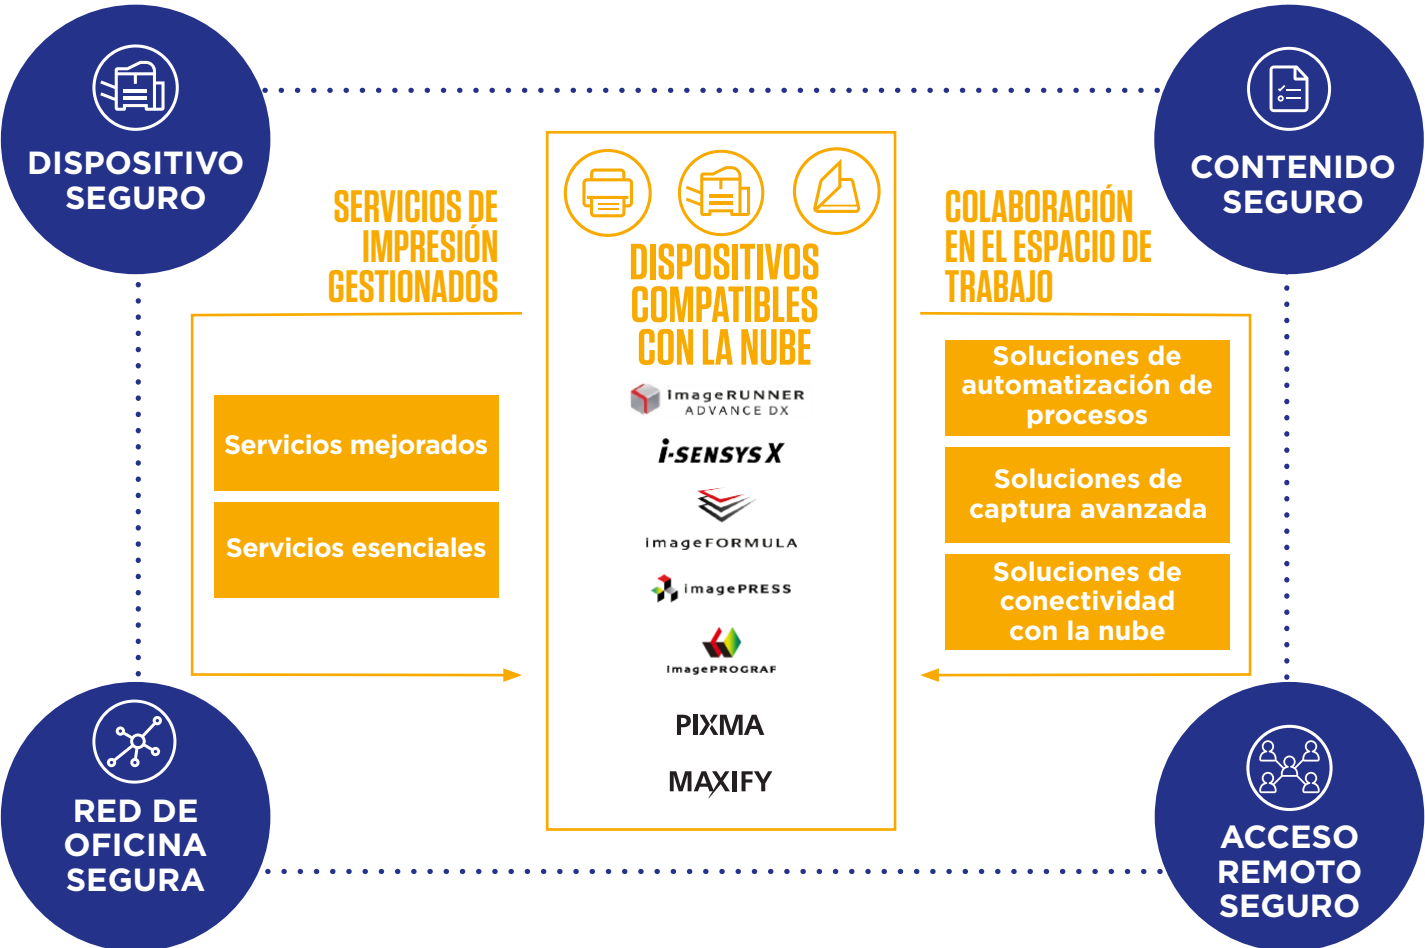 DISPOSITIVO
SEGURO
CONTENIDO
SEGURO
SERVICIOS DE
IMPRESIÓN
GESTIONADOS
DISPOSITIVOS
COMPATIBLES
CON LA NUBE
COLABORACIÓN
EN EL ESPACIO DE
TRABAJO
Servicios mejorados
Servicios esenciales
imageRUNNER
ADVANCE DX
i-SENSYS X
imageFORMULA
imagePRESS
imagePROGRAF
PIXMA
MAXIFY
Soluciones de
automatización de
procesos
Soluciones de
captura avanzada
Soluciones de
conectividad
con la nube
RED DE
OFICINA
SEGURA
ACCESO
REMOTO
SEGURO